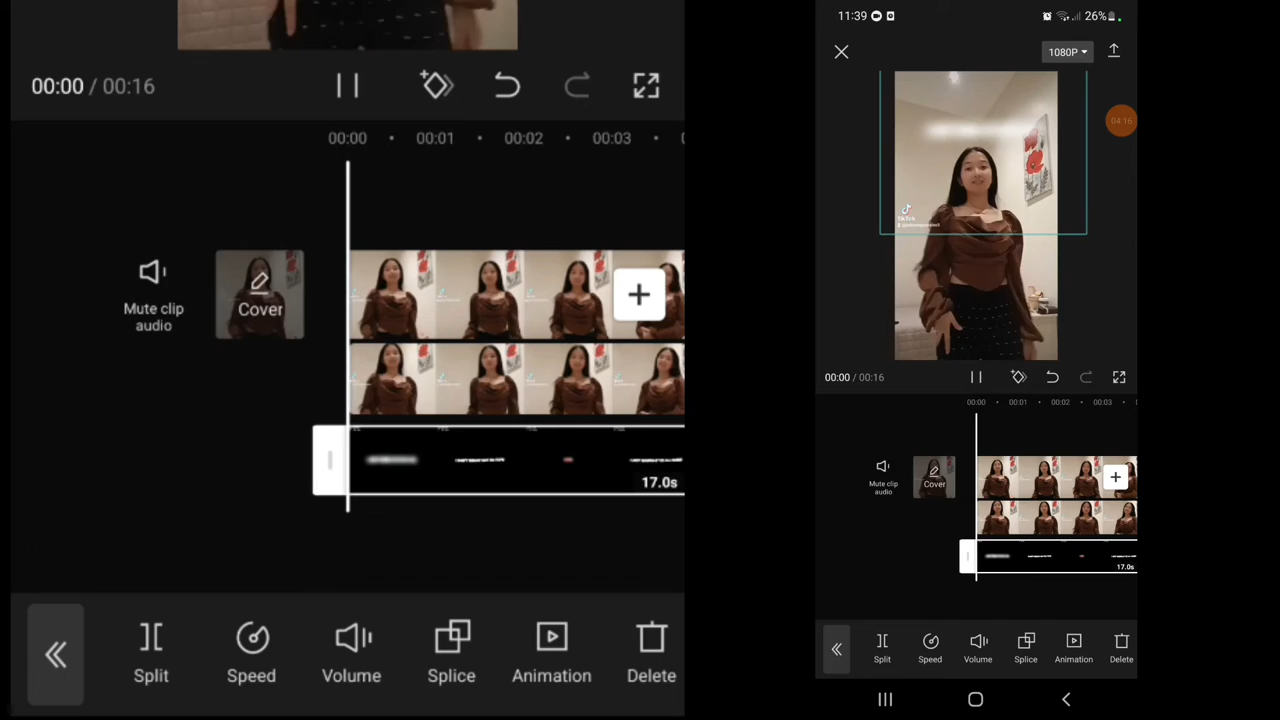 00:00 / 00:16
00:00 00:01 00:02 00:03
Mute clip
audio
Cover
17.0s
Split Speed Volume Splice Animation Delete
11:39 26%
1080P
04:16
TikTok
00:00 / 00:16
00:00 00:01 00:02 00:03
Mute clip
audio
Cover
17.0s
Split Speed Volume Splice Animation Delete